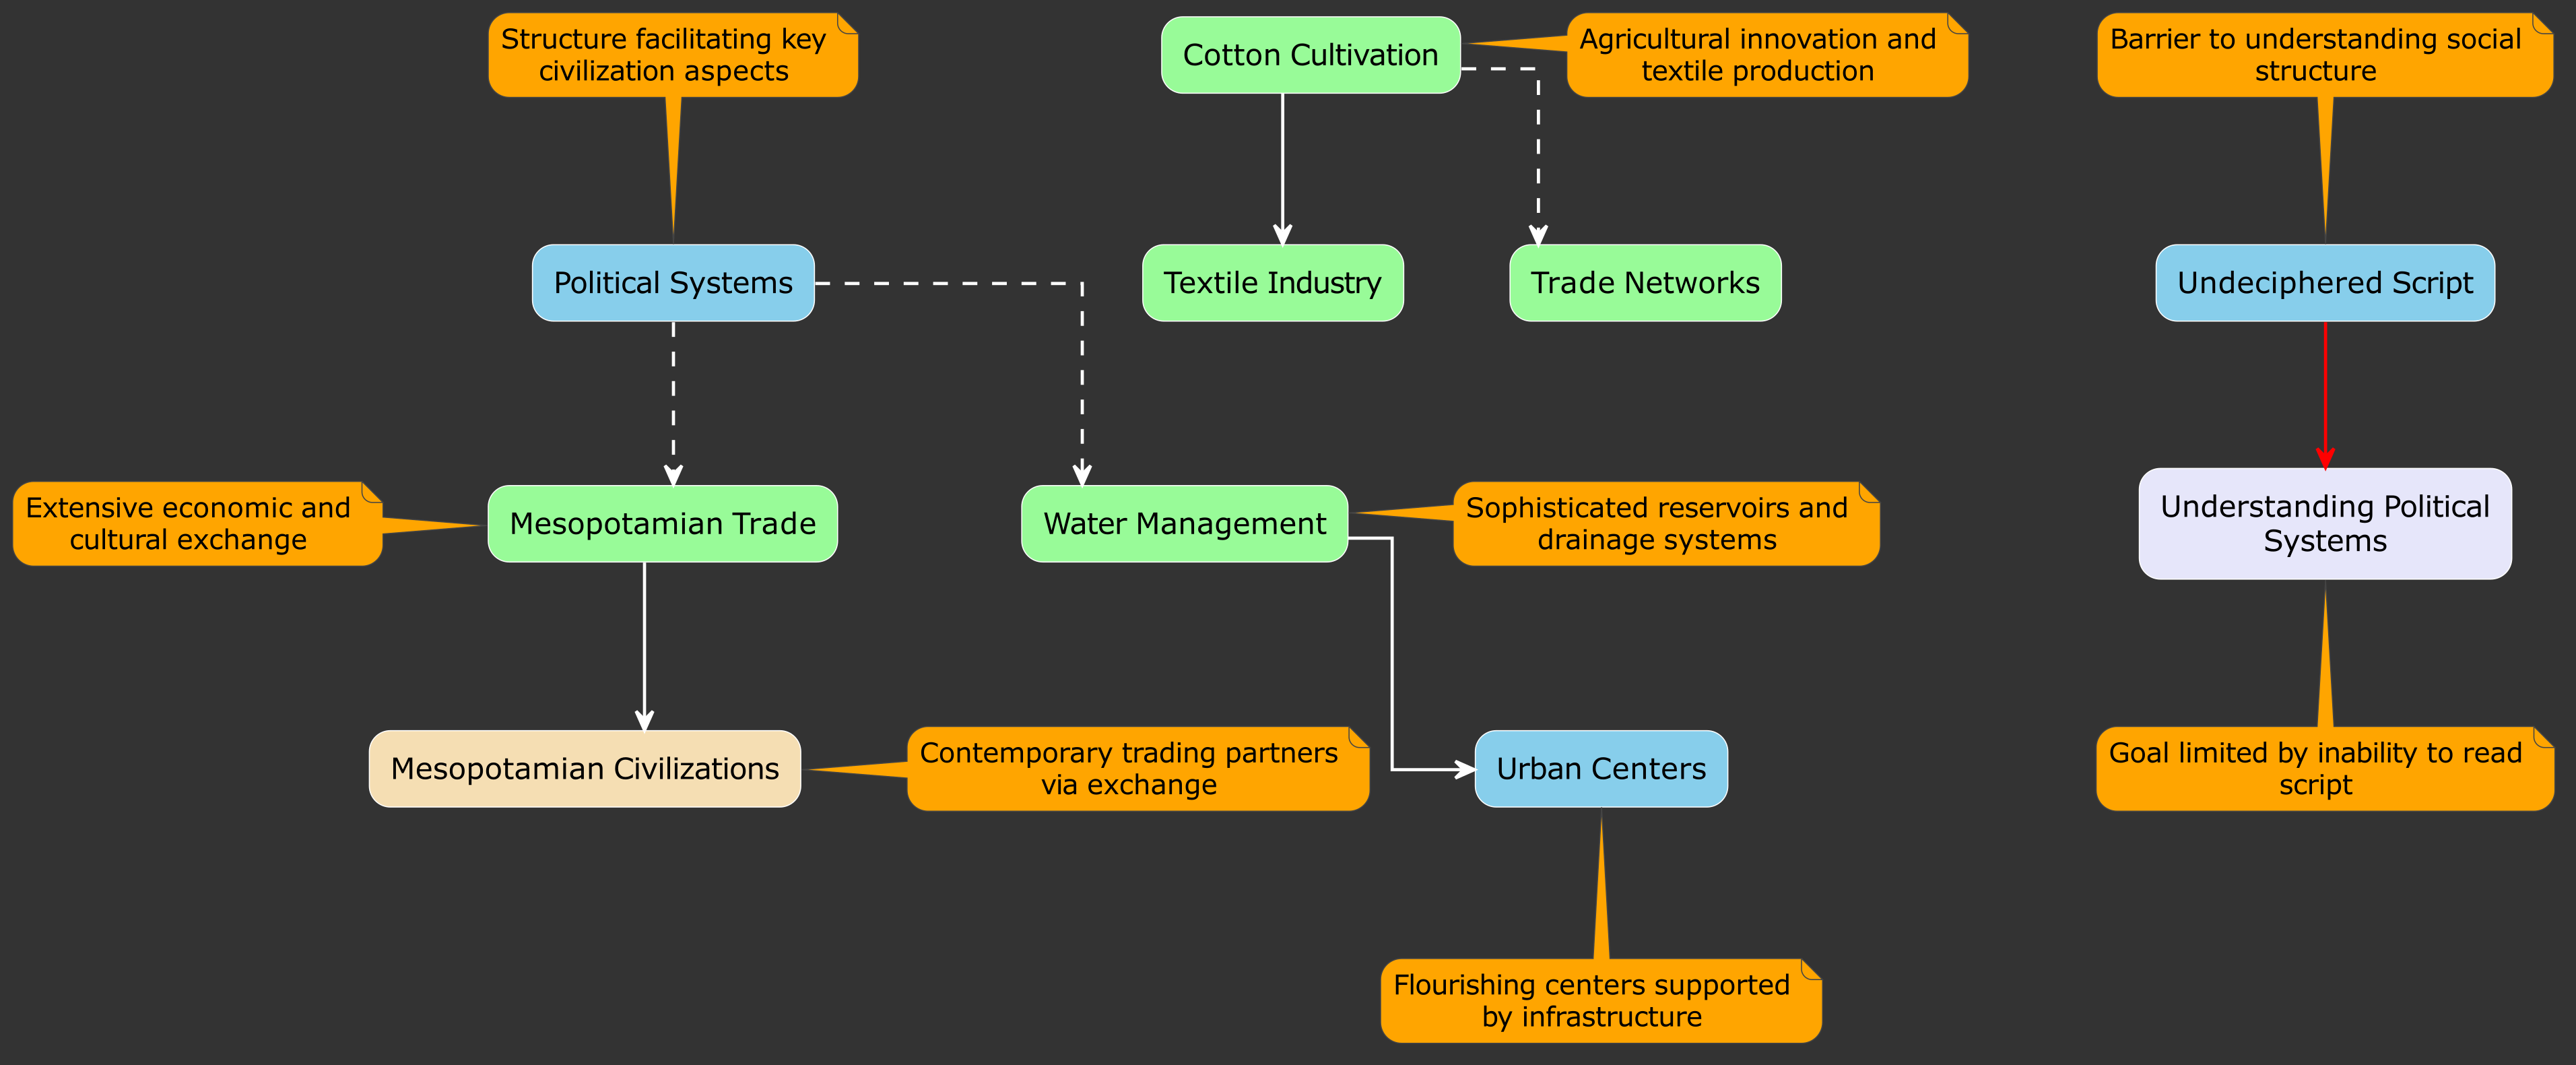 Structure facilitating key
civilization aspects
Cotton Cultivation
Agricultural innovation and
textile production
Barrier to understanding social
structure
Political Systems
Textile Industry
Trade Networks
Undeciphered Script
Extensive economic and
cultural exchange
Mesopotamian Trade
Water Management
Sophisticated reservoirs and
drainage systems
Understanding Political
Systems
Mesopotamian Civilizations
Contemporary trading partners
via exchange
Urban Centers
Goal limited by inability to read
script
Flourishing centers supported
by infrastructure